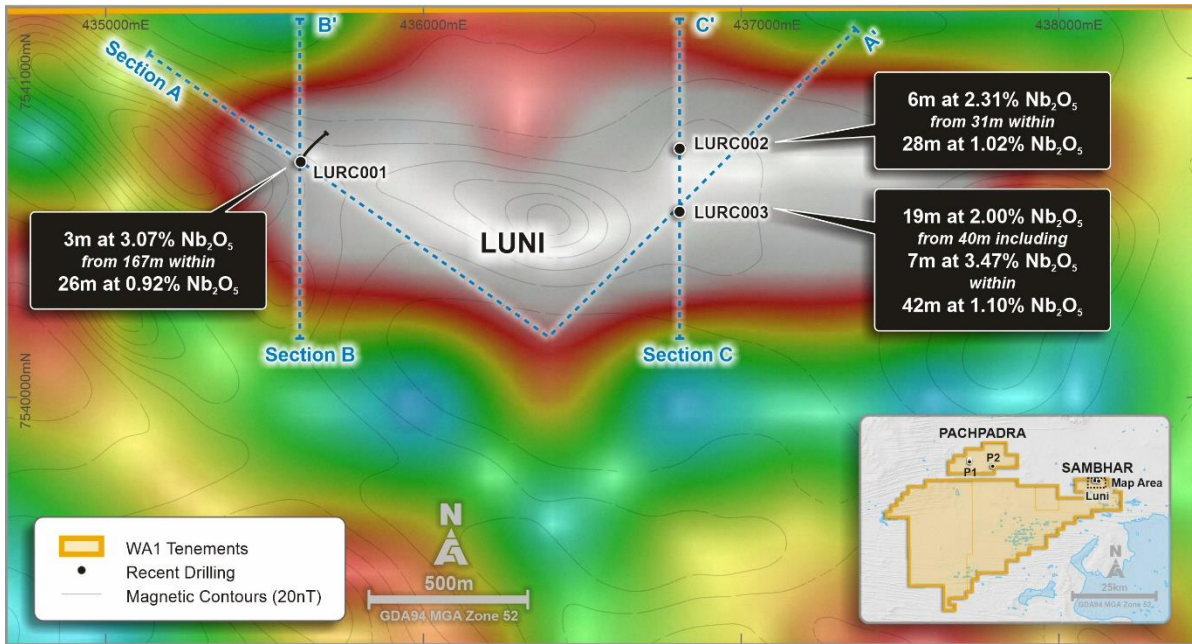 435000mE
436000mE
437000mE
438000mE
7541000mN
7540000mN
B'
C'
A'
Section A
LURC001
LURC002
LURC003
LUNI
6m at 2.31% Nb₂O₅
from 31m within
28m at 1.02% Nb₂O₅
3m at 3.07% Nb₂O₅
from 167m within
26m at 0.92% Nb₂O₅
19m at 2.00% Nb₂O₅
from 40m including
7m at 3.47% Nb₂O₅
within
42m at 1.10% Nb₂O₅
Section B
Section C
WA1 Tenements
Recent Drilling
Magnetic Contours (20nT)
N
500m
GDA94 MGA Zone 52
PACHPADRA
P1
P2
SAMBHAR
Map Area
Luni
N
25km
GDA94 MGA Zone 52